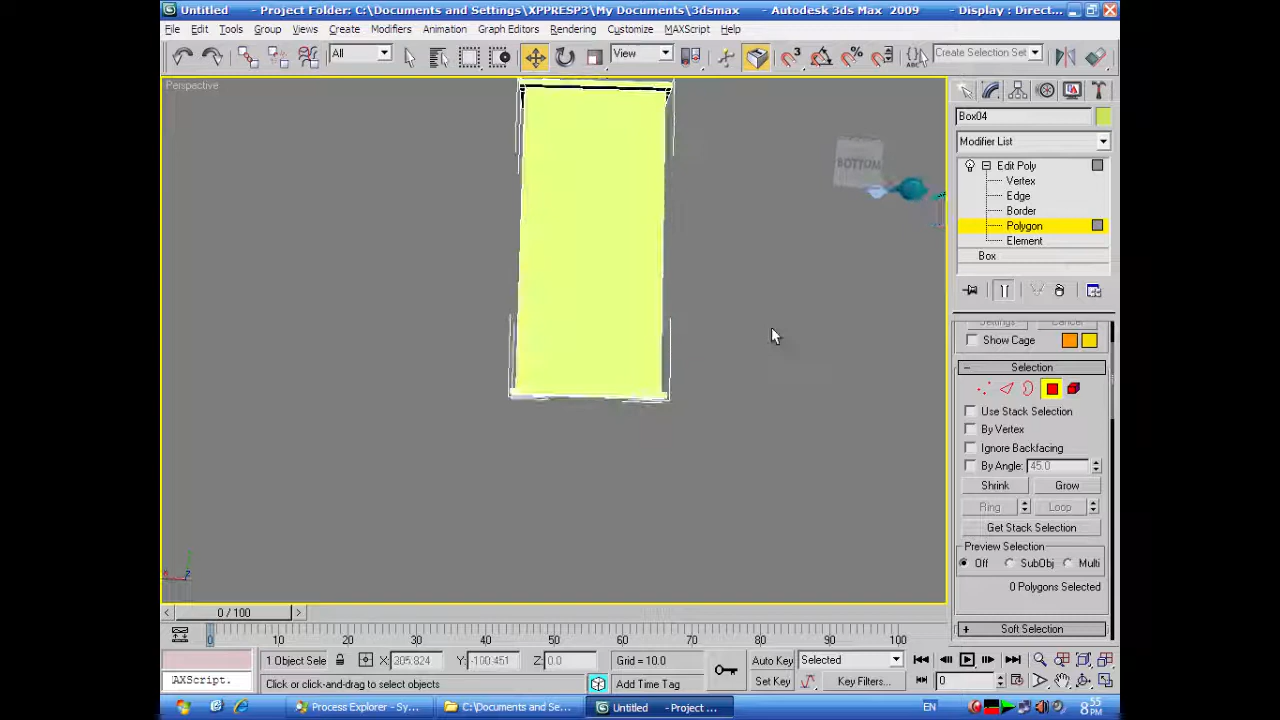 Untitled - Project Folder: C:\Documents and Settings\XPPRESP3\My Documents\3dsmax - Autodesk 3ds Max 2009 - Display : Direct...
File Edit Tools Group Views Create Modifiers Animation Graph Editors Rendering Customize MAXScript Help
All View Create Selection Set
Perspective
BOTTOM
Box04
Modifier List
Edit Poly
Vertex
Edge
Border
Polygon
Element
Box
Settings Cancel
Show Cage
Selection
Use Stack Selection
By Vertex
Ignore Backfacing
By Angle: 45.0
Shrink Grow
Ring Loop
Get Stack Selection
Preview Selection
Off SubObj Multi
0 Polygons Selected
Soft Selection
0 / 100
0 10 20 30 40 50 60 70 80 90 100
1 Object Sele X: 305.824 Y: -100.451 Z: 0.0 Grid = 10.0 Auto Key Selected
AXScript. Click or click-and-drag to select objects Add Time Tag Set Key Key Filters... 0
Process Explorer - Sy... C:\Documents and Se... Untitled - Project ... EN 8:55 PM